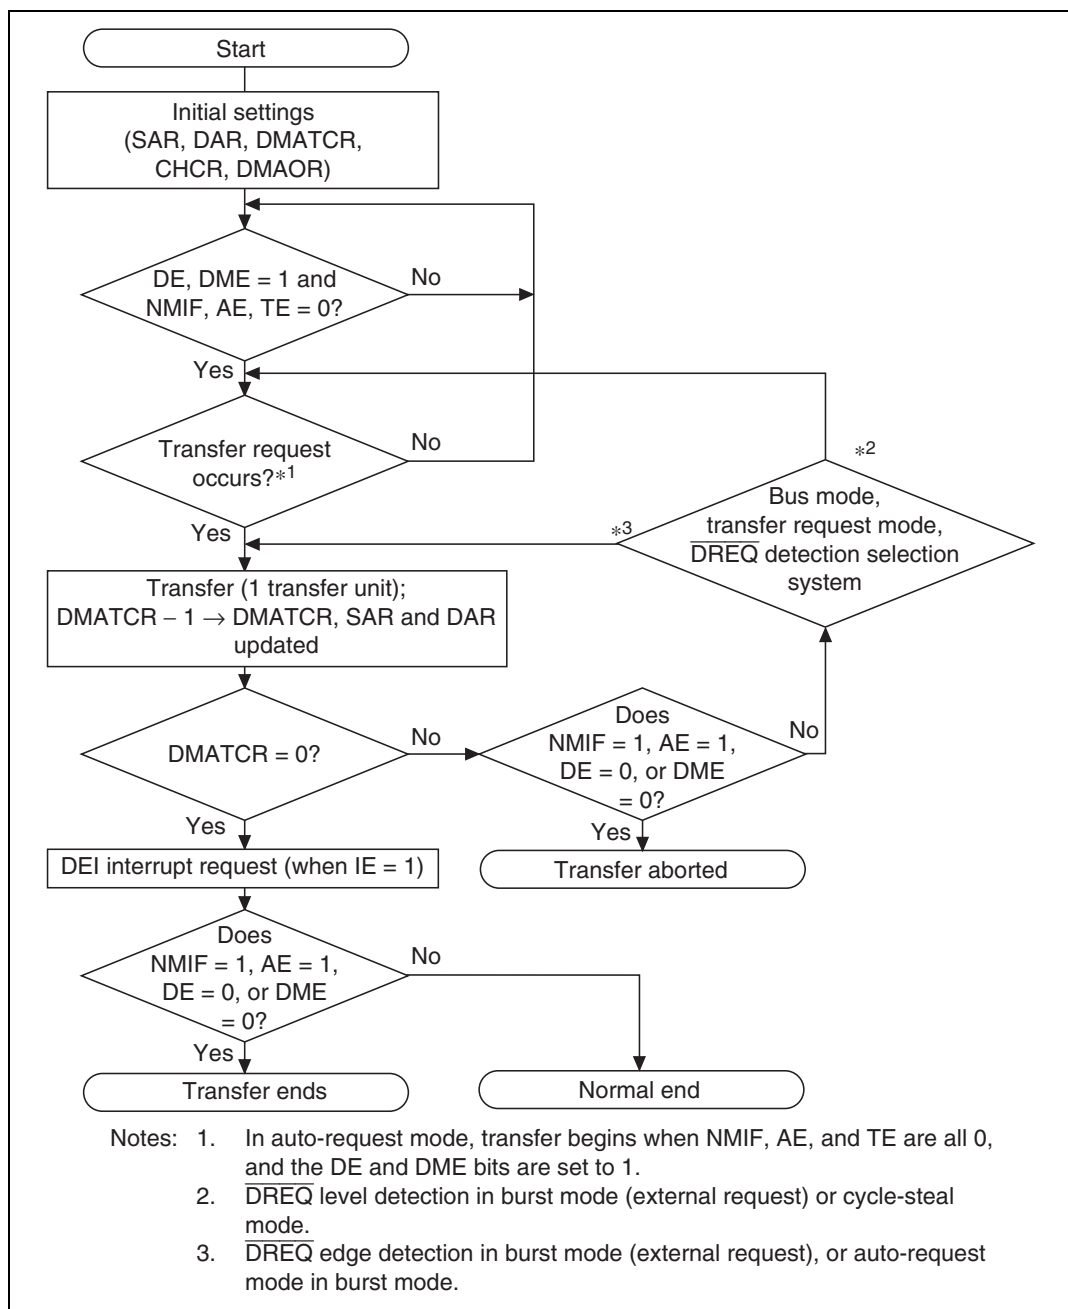 Start
Initial settings
(SAR, DAR, DMATCR,
CHCR, DMAOR)
DE, DME = 1 and
NMIF, AE, TE = 0?
No
Yes
Transfer request
occurs?*1
No
Yes
*2
Bus mode,
transfer request mode,
DREQ detection selection
system
*3
Transfer (1 transfer unit);
DMATCR – 1 → DMATCR, SAR and DAR
updated
DMATCR = 0?
No
Yes
Does
NMIF = 1, AE = 1,
DE = 0, or DME
= 0?
No
Yes
Transfer aborted
DEI interrupt request (when IE = 1)
Does
NMIF = 1, AE = 1,
DE = 0, or DME
= 0?
No
Yes
Transfer ends
Normal end
Notes: 1. In auto-request mode, transfer begins when NMIF, AE, and TE are all 0,
and the DE and DME bits are set to 1.
2. DREQ level detection in burst mode (external request) or cycle-steal
mode.
3. DREQ edge detection in burst mode (external request), or auto-request
mode in burst mode.